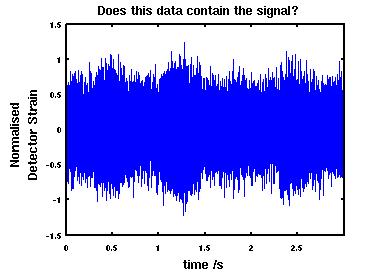 Does this data contain the signal?
1.5
1
0.5
0
-0.5
-1
-1.5
Normalised
Detector Strain
0 0.5 1 1.5 2 2.5
time /s